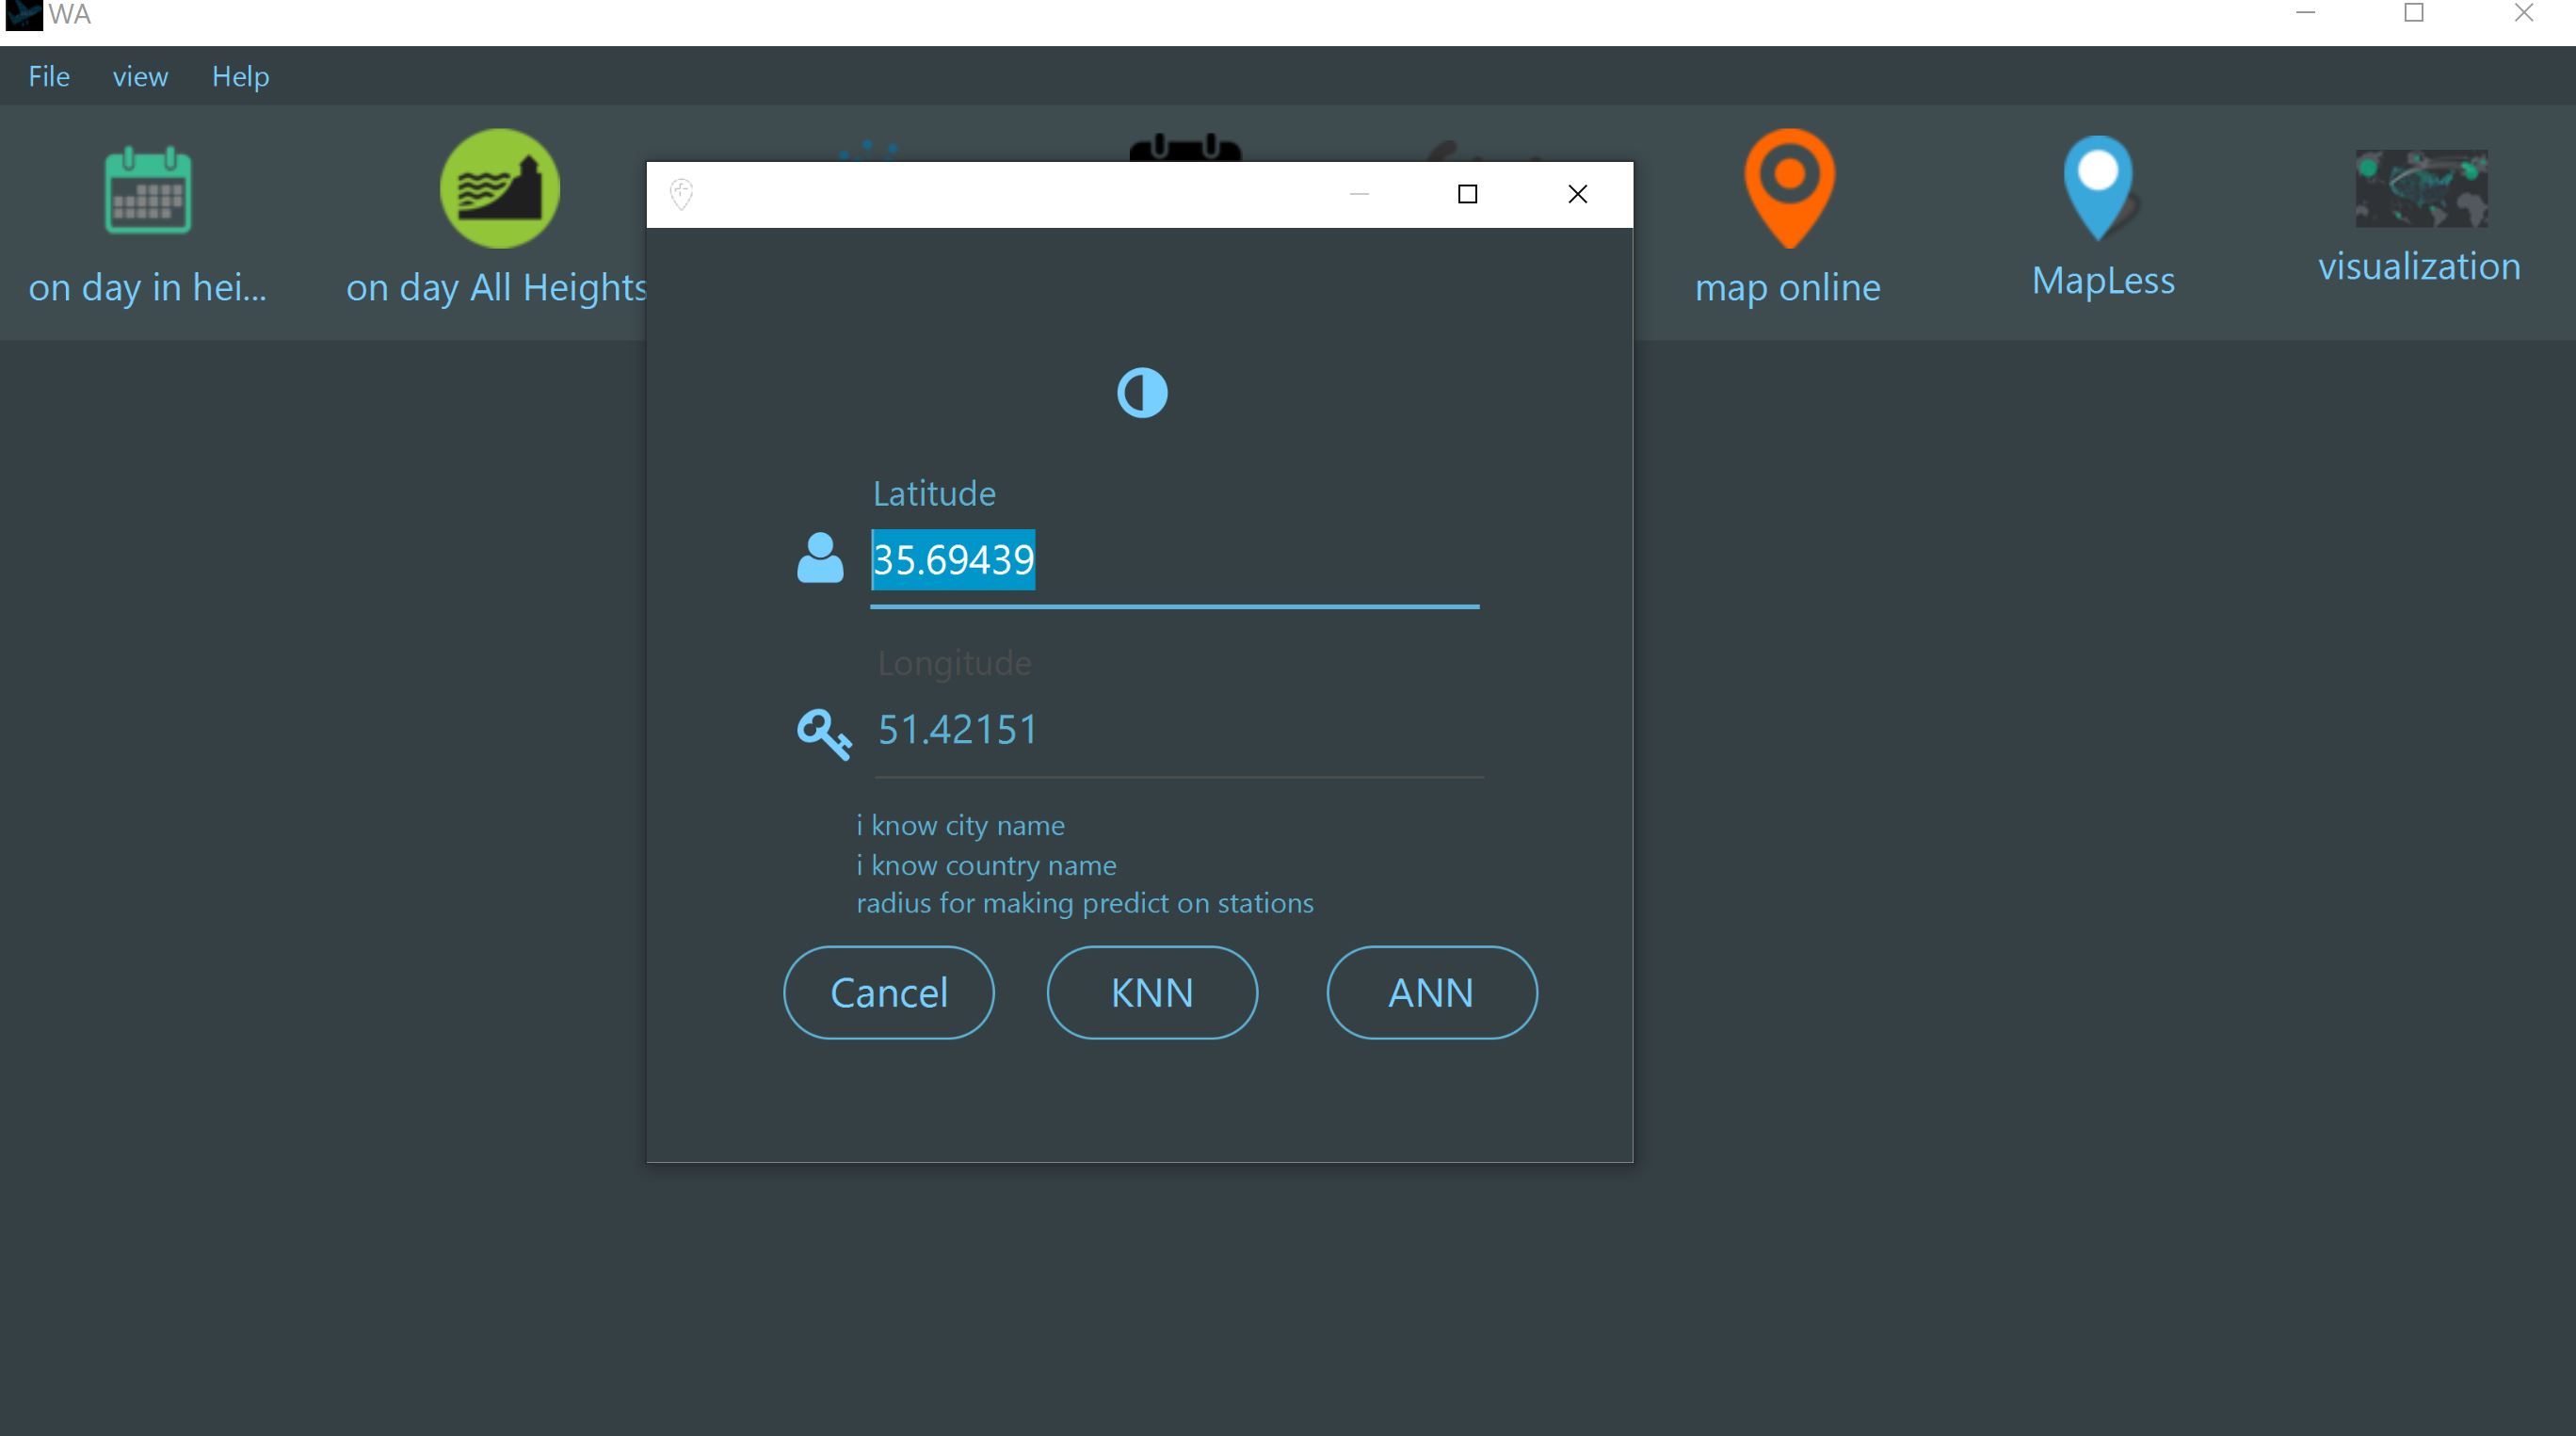 WA
File view Help
on day in hei...
on day All Heights
map online
MapLess
visualization
Latitude
35.69439
Longitude
51.42151
i know city name
i know country name
radius for making predict on stations
Cancel KNN ANN